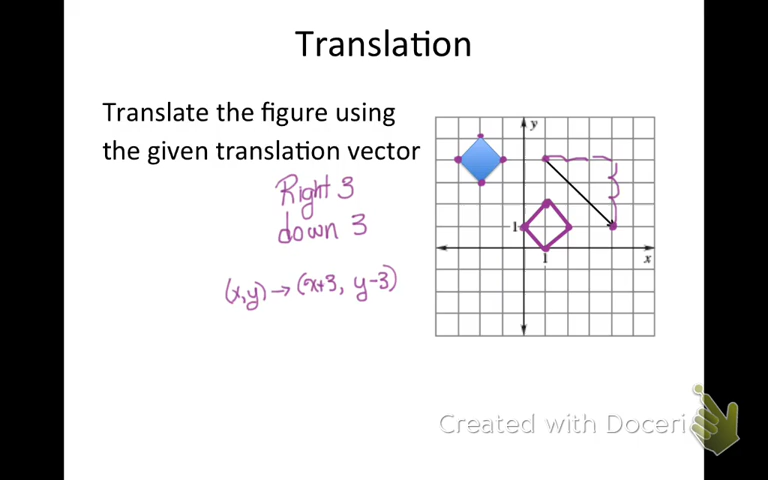 Translation
Translate the figure using
the given translation vector
Right 3
down 3
(x,y) → (x+3, y-3)
y
1
1
x
Created with Doceri